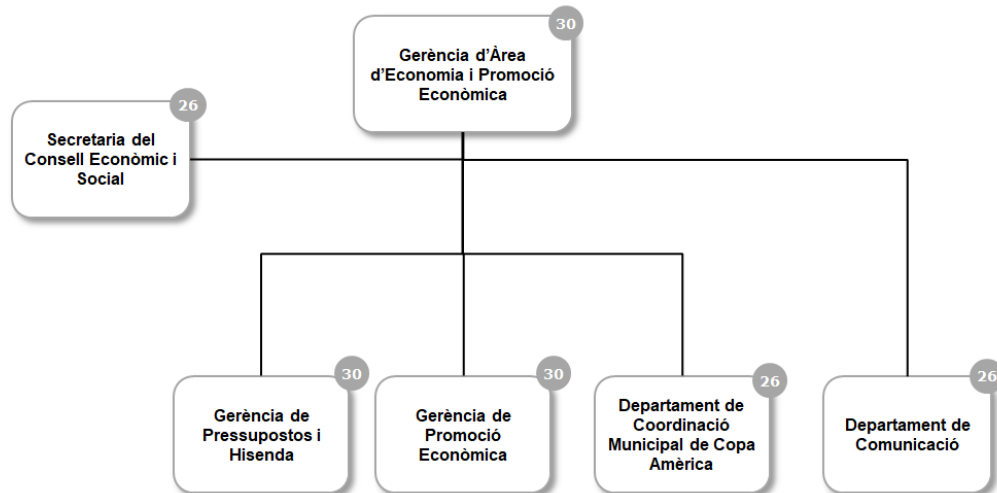 30
Gerència d’Àrea
d’Economia i Promoció
Econòmica
26
Secretaria del
Consell Econòmic i
Social
30
Gerència de
Pressupostos i
Hisenda
30
Gerència de
Promoció
Econòmica
26
Departament de
Coordinació
Municipal de Copa
Amèrica
26
Departament de
Comunicació